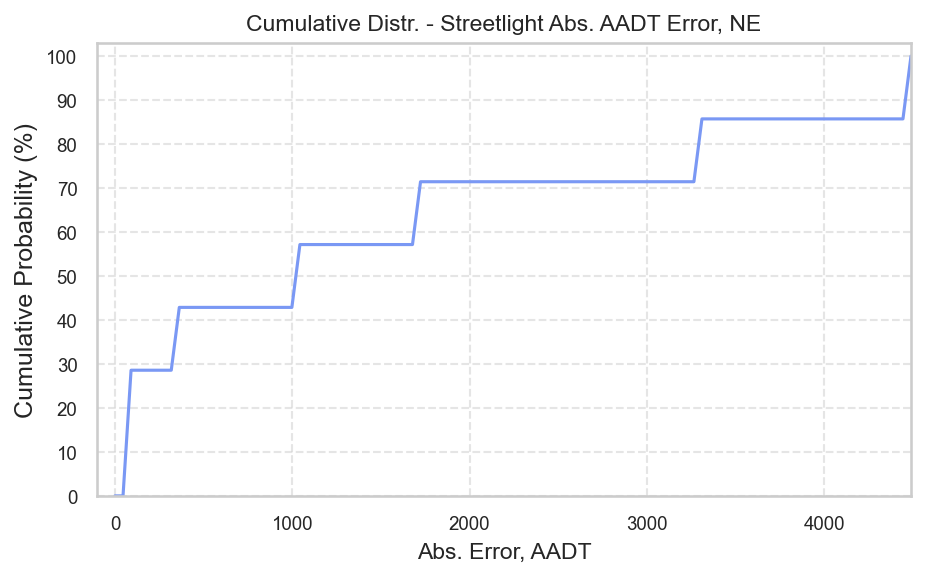 Cumulative Distr. - Streetlight Abs. AADT Error, NE
Cumulative Probability (%)
100
90
80
70
60
50
40
30
20
10
0
0 1000 2000 3000 4000
Abs. Error, AADT